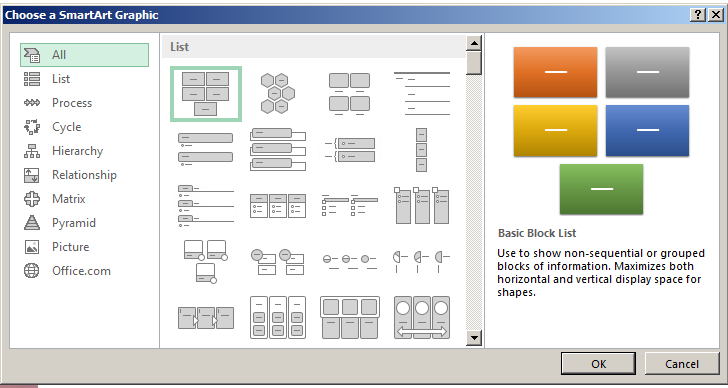 Choose a SmartArt Graphic
All
List
Process
Cycle
Hierarchy
Relationship
Matrix
Pyramid
Picture
Office.com
List
Basic Block List
Use to show non-sequential or grouped
blocks of information. Maximizes both
horizontal and vertical display space for
shapes.
OK
Cancel